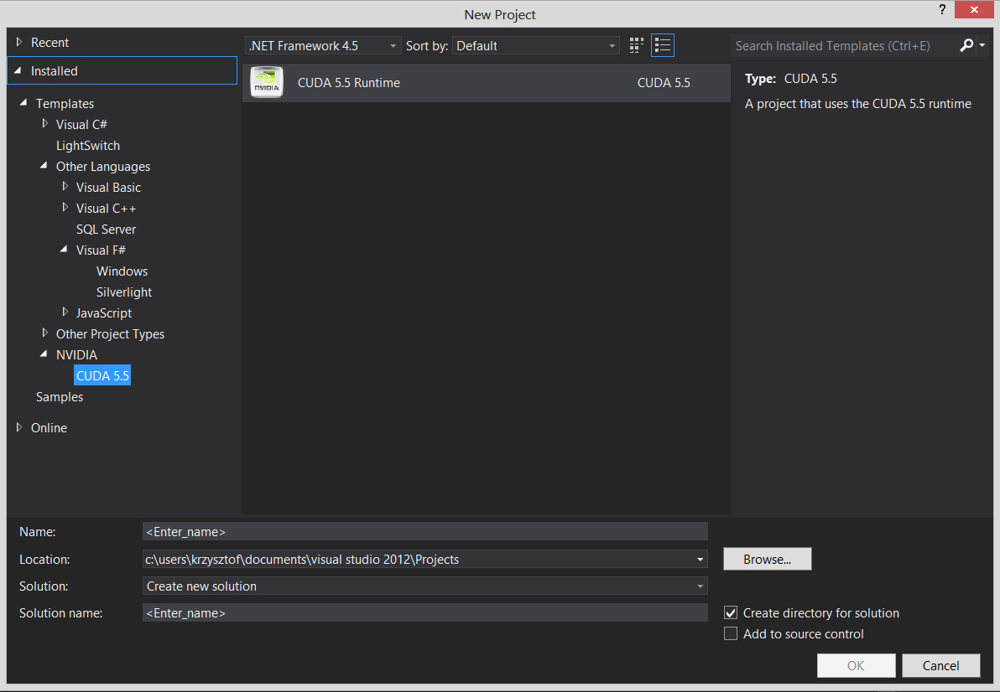 New Project
?
Recent
Installed
Templates
Visual C#
LightSwitch
Other Languages
Visual Basic
Visual C++
SQL Server
Visual F#
Windows
Silverlight
JavaScript
Other Project Types
NVIDIA
CUDA 5.5
Samples
Online
.NET Framework 4.5 Sort by: Default
NVIDIA. CUDA 5.5 Runtime CUDA 5.5
Search Installed Templates (Ctrl+E)
Type: CUDA 5.5
A project that uses the CUDA 5.5 runtime
Name: <Enter_name>
Location: c:\users\krzysztof\documents\visual studio 2012\Projects Browse...
Solution: Create new solution
Solution name: <Enter_name>
Create directory for solution
Add to source control
OK Cancel